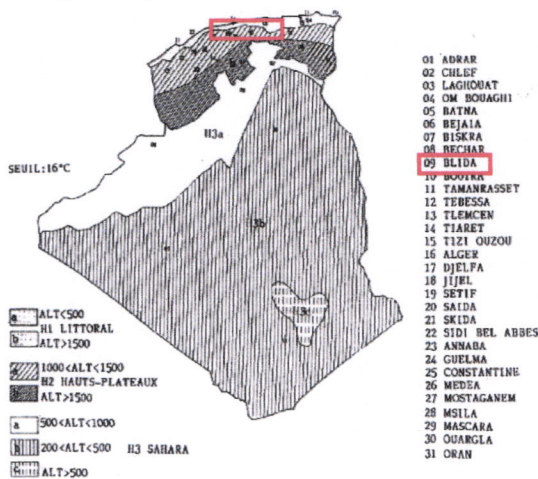 01 ADRAR
02 CHLEF
03 LAGHOUAT
04 OM BOUAGHI
05 BATNA
06 BEJAIA
07 BISKRA
08 BECHAR
09 BLIDA
10 BOUIRA
11 TAMANRASSET
12 TEBESSA
13 TLEMCEN
14 TIARET
15 TIZI OUZOU
16 ALGER
17 DJELFA
18 JIJEL
19 SETIF
20 SAIDA
21 SKIDA
22 SIDI BEL ABBES
23 ANNABA
24 GUELMA
25 CONSTANTINE
26 MEDEA
27 MOSTAGANEM
28 MSILA
29 MASCARA
30 OUARGLA
31 ORAN
H3a
SEUIL:16°C
H3b
H3c
a ALT<500
H1 LITTORAL
b ALT>1500
1000<ALT<1500
H2 HAUTS-PLATEAUX
ALT>1500
a 500<ALT<1000
b 200<ALT<500 H3 SAHARA
c ALT>500